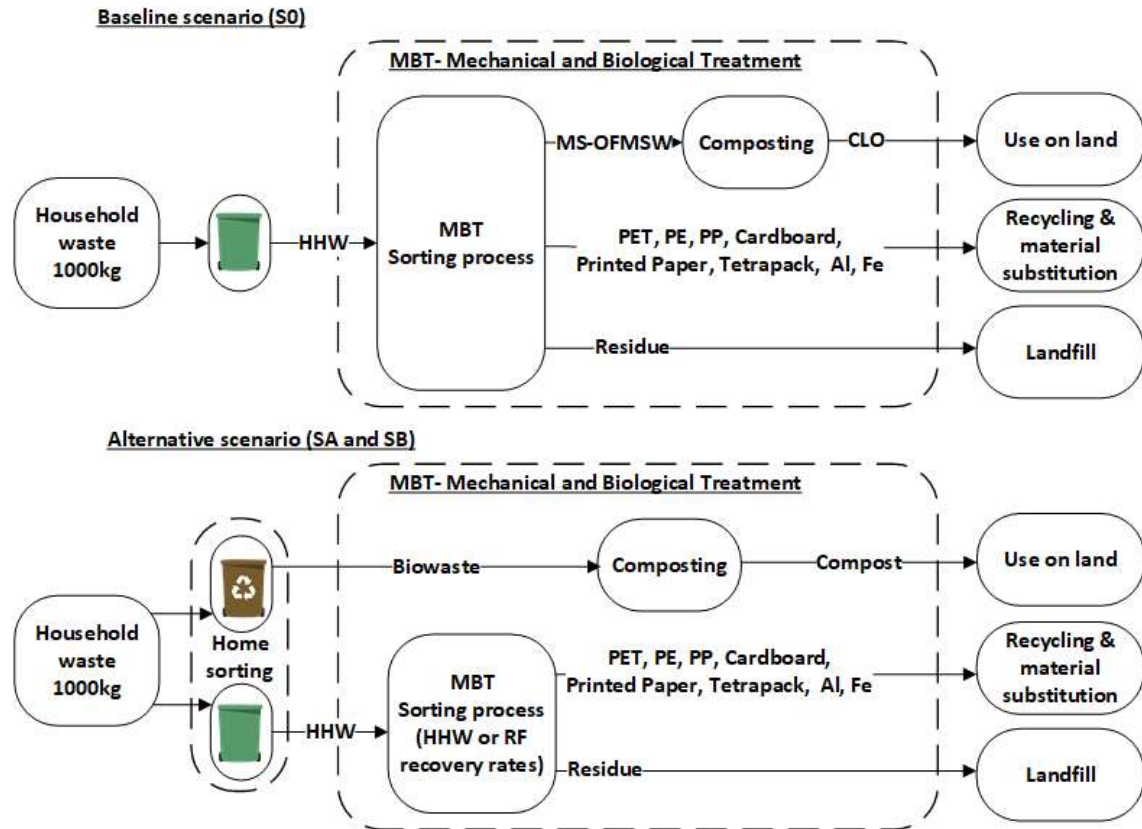 Baseline scenario (S0)
MBT- Mechanical and Biological Treatment
Household
waste
1000kg
HHW
MBT
Sorting process
MS-OFMSW
Composting
CLO
Use on land
PET, PE, PP, Cardboard,
Printed Paper, Tetrapack, Al, Fe
Recycling &
material
substitution
Residue
Landfill
Alternative scenario (SA and SB)
MBT- Mechanical and Biological Treatment
Household
waste
1000kg
Home
sorting
Biowaste
Composting
Compost
Use on land
HHW
MBT
Sorting process
(HHW or RF
recovery rates)
PET, PE, PP, Cardboard,
Printed Paper, Tetrapack, Al, Fe
Recycling &
material
substitution
Residue
Landfill